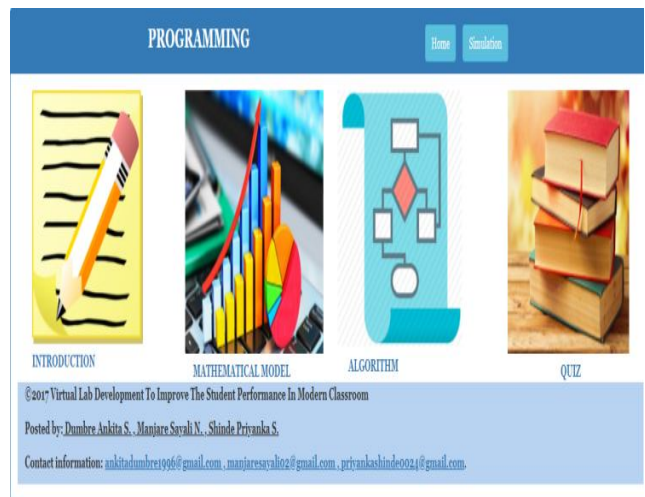 PROGRAMMING
Home
Simulation
INTRODUCTION
MATHEMATICAL MODEL
ALGORITHM
QUIZ
©2017 Virtual Lab Development To Improve The Student Performance In Modern Classroom
Posted by: Dumbre Ankita S. , Manjare Sayali N. , Shinde Priyanka S.
Contact information: ankitadumbre1996@gmail.com , manjaresayali02@gmail.com , priyankashinde0024@gmail.com.